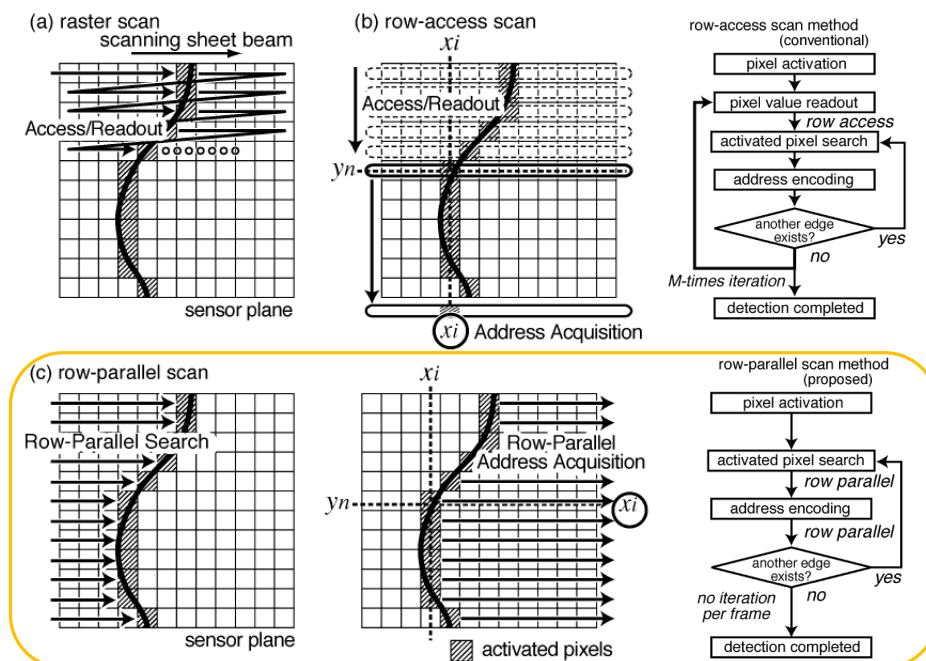 (a) raster scan
scanning sheet beam
Access/Readout
sensor plane
(b) row-access scan
xi
Access/Readout
yn
xi Address Acquisition
row-access scan method
(conventional)
pixel activation
pixel value readout
row access
activated pixel search
address encoding
another edge
exists?
yes
no
M-times iteration
detection completed
(c) row-parallel scan
Row-Parallel Search
sensor plane
xi
Row-Parallel
Address Acquisition
yn
xi
activated pixels
row-parallel scan method
(proposed)
pixel activation
activated pixel search
row parallel
address encoding
row parallel
another edge
exists?
yes
no iteration
per frame
no
detection completed